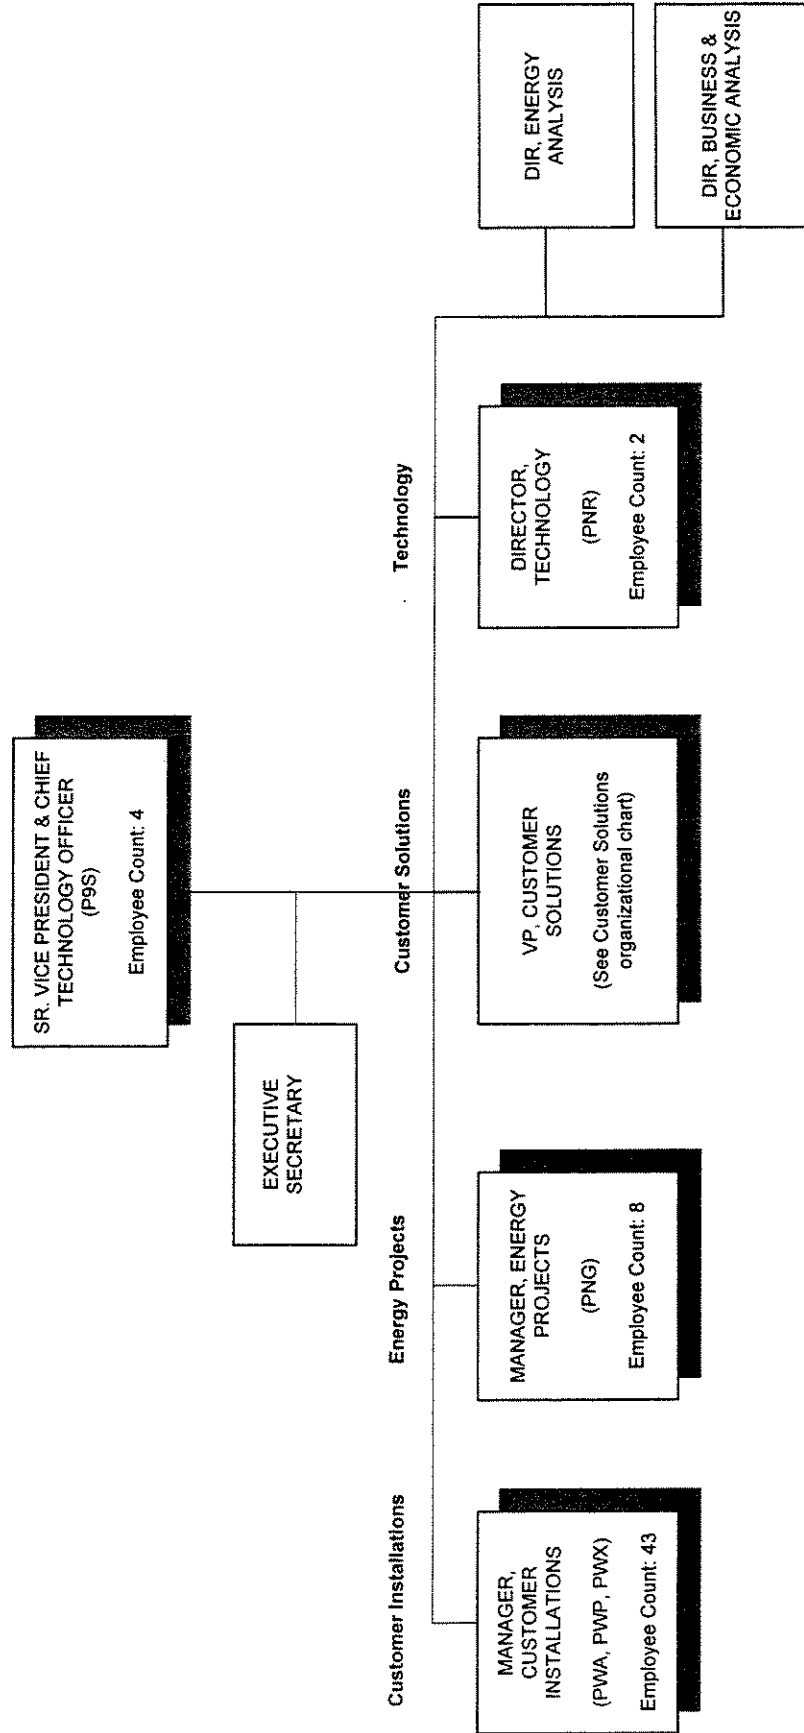 SR. VICE PRESIDENT & CHIEF
TECHNOLOGY OFFICER
(P9S)
Employee Count: 4
EXECUTIVE
SECRETARY
Customer Installations
Energy Projects
Customer Solutions
Technology
MANAGER,
CUSTOMER
INSTALLATIONS
(PWA, PWP, PWX)
Employee Count: 43
MANAGER, ENERGY
PROJECTS
(PNG)
Employee Count: 8
VP, CUSTOMER
SOLUTIONS
(See Customer Solutions
organizational chart)
DIRECTOR,
TECHNOLOGY
(PNR)
Employee Count: 2
DIR, ENERGY
ANALYSIS
DIR, BUSINESS &
ECONOMIC ANALYSIS